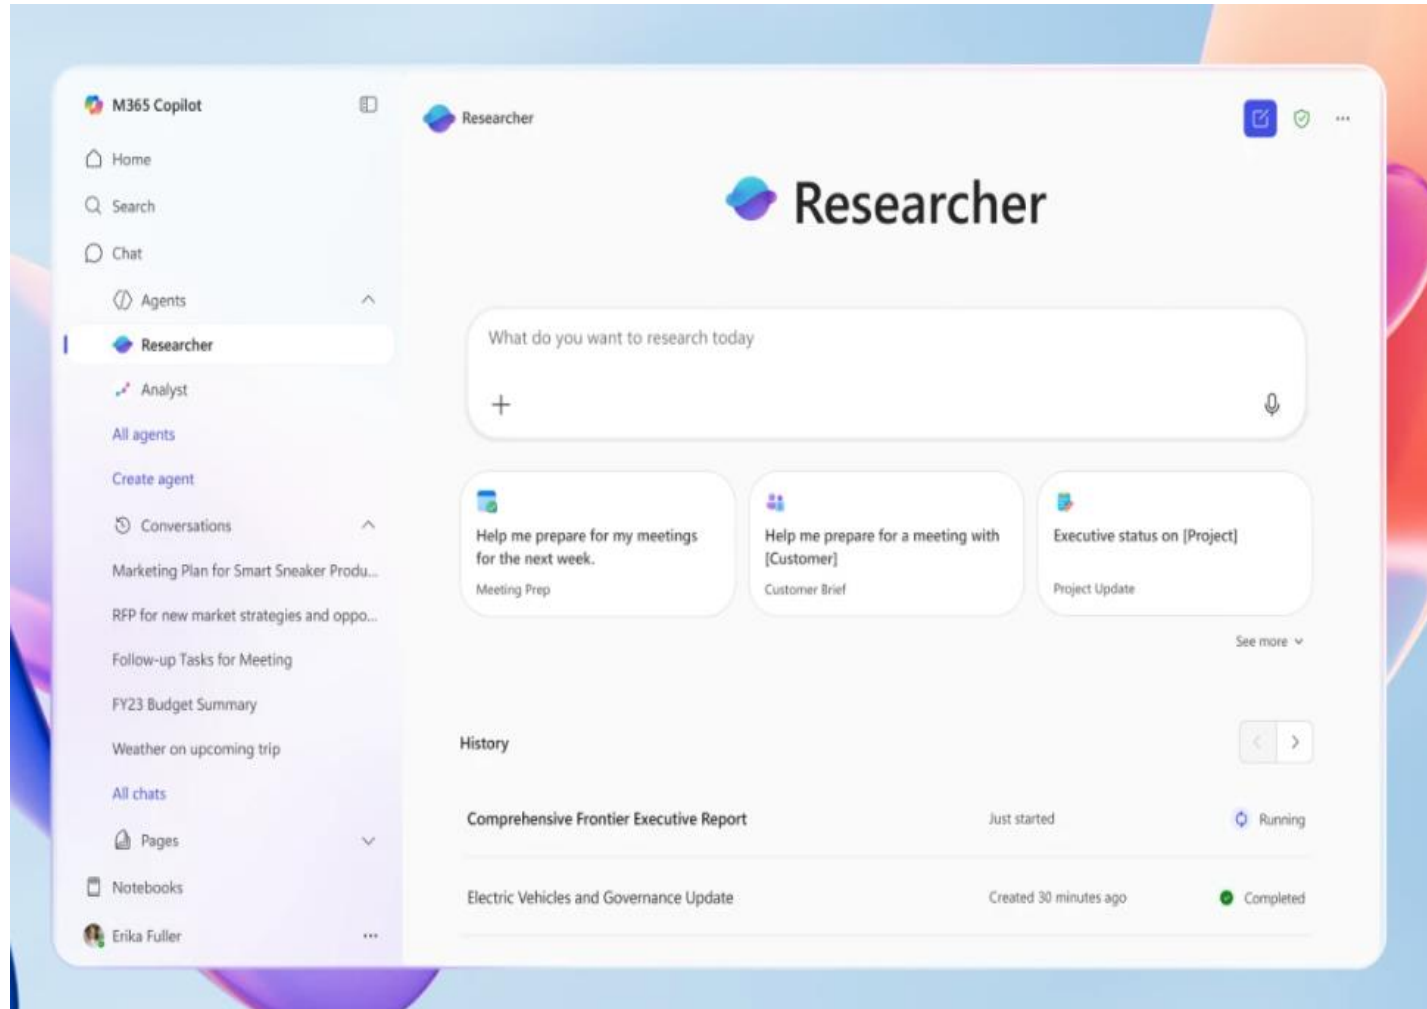 M365 Copilot
Home
Search
Chat
Agents
Researcher
Analyst
All agents
Create agent
Conversations
Marketing Plan for Smart Sneaker Produ...
RFP for new market strategies and oppo...
Follow-up Tasks for Meeting
FY23 Budget Summary
Weather on upcoming trip
All chats
Pages
Notebooks
Erika Fuller
Researcher
Researcher
What do you want to research today
Help me prepare for my meetings
for the next week.
Meeting Prep
Help me prepare for a meeting with
[Customer]
Customer Brief
Executive status on [Project]
Project Update
See more
History
Comprehensive Frontier Executive Report
Just started
Running
Electric Vehicles and Governance Update
Created 30 minutes ago
Completed